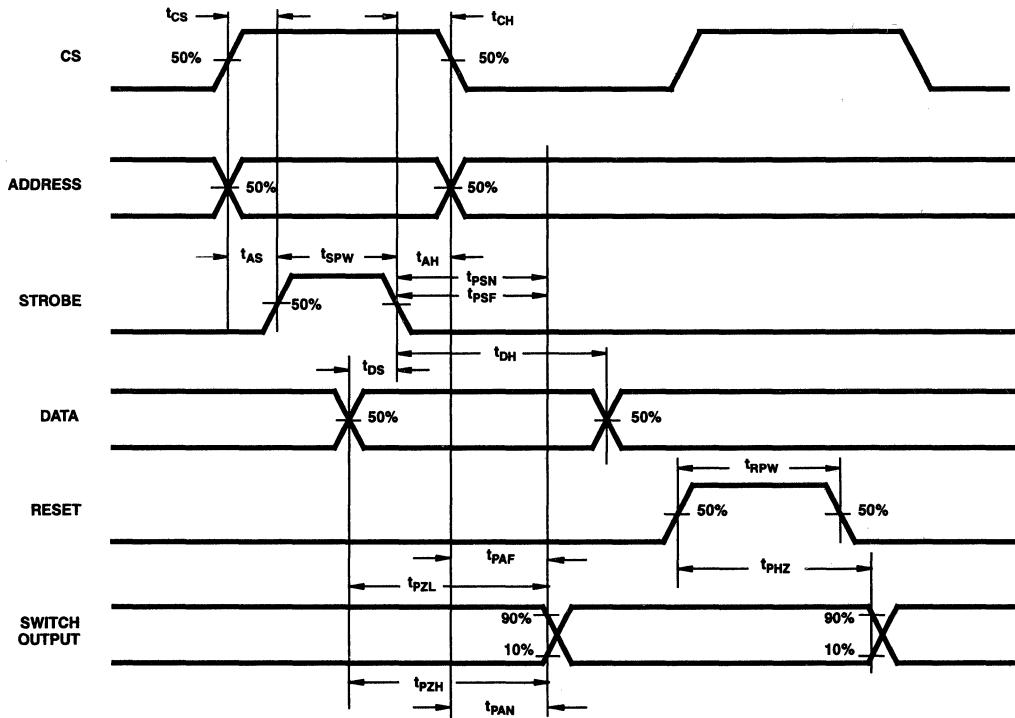 tCS tCH
CS 50% 50%
ADDRESS 50% 50%
tAS tSPW tAH
tPSN
STROBE 50% tPSF
tDH
tDS
DATA 50% 50%
tRPW
RESET 50% 50%
tPAF tPHZ
tPZL
SWITCH OUTPUT 90% 90%
10% 10%
tPZH
tPAN